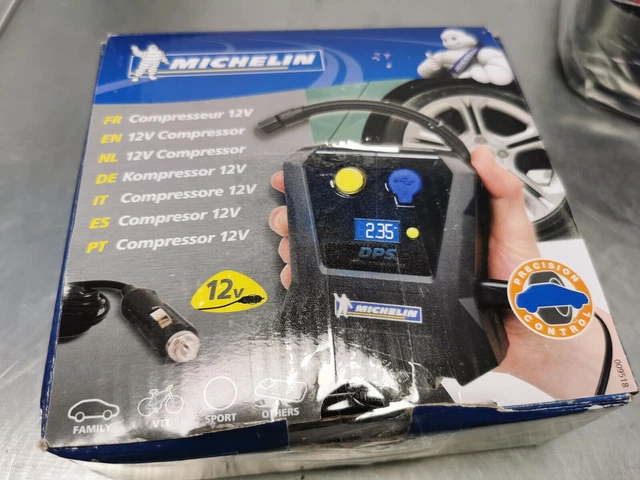 MICHELIN
FR Compresseur 12V
EN 12V Compressor
NL 12V Compressor
DE Kompressor 12V
IT Compressore 12V
ES Compresor 12V
PT Compressor 12V
2.35
DPS
12V
MICHELIN
PRECISION
CONTROL
009518
FAMILY
VTT
SPORT
OTHERS